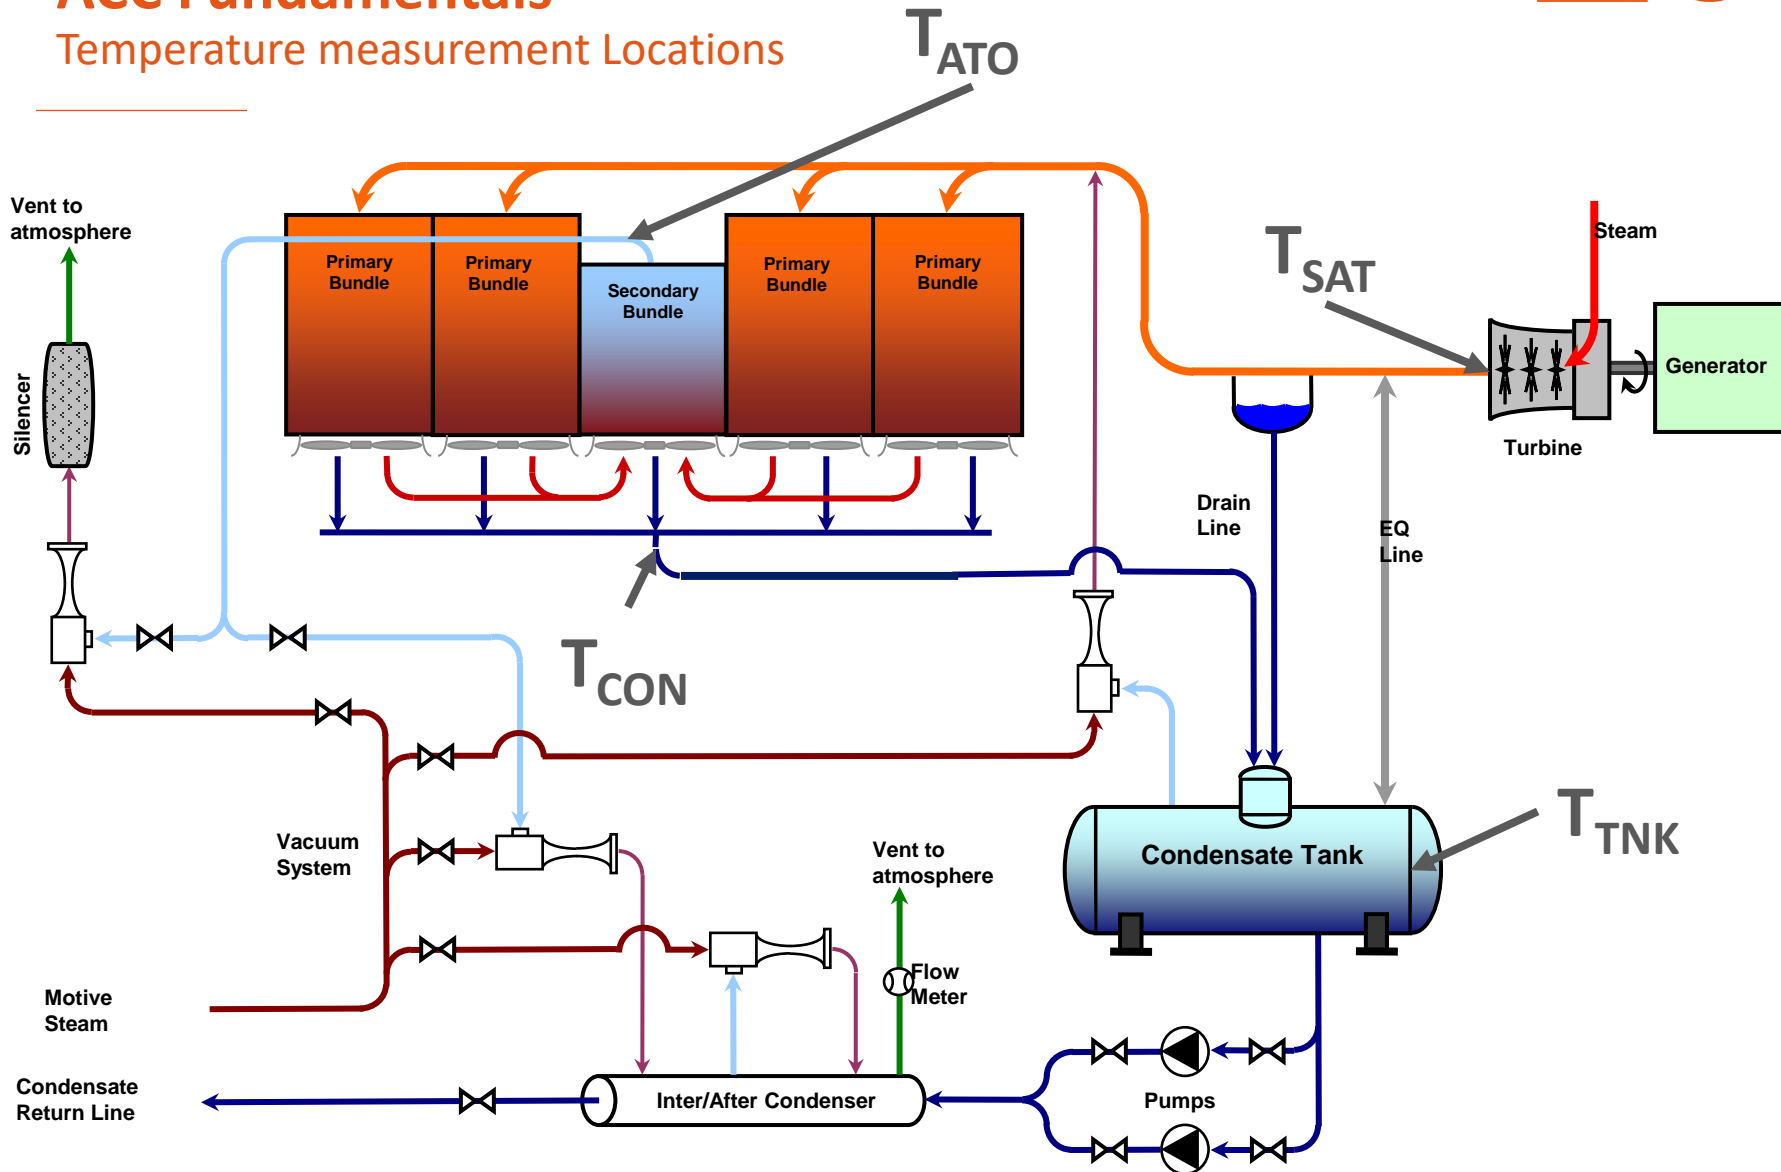 ACC Fundamentals
Temperature measurement Locations
TATO
Vent to
atmosphere
Primary
Bundle
Primary
Bundle
Secondary
Bundle
Primary
Bundle
Primary
Bundle
TSAT
Steam
Generator
Turbine
Silencer
Drain
Line
EQ
Line
TCON
Vacuum
System
Vent to
atmosphere
Condensate Tank
TTNK
Flow
Meter
Motive
Steam
Condensate
Return Line
Inter/After Condenser
Pumps